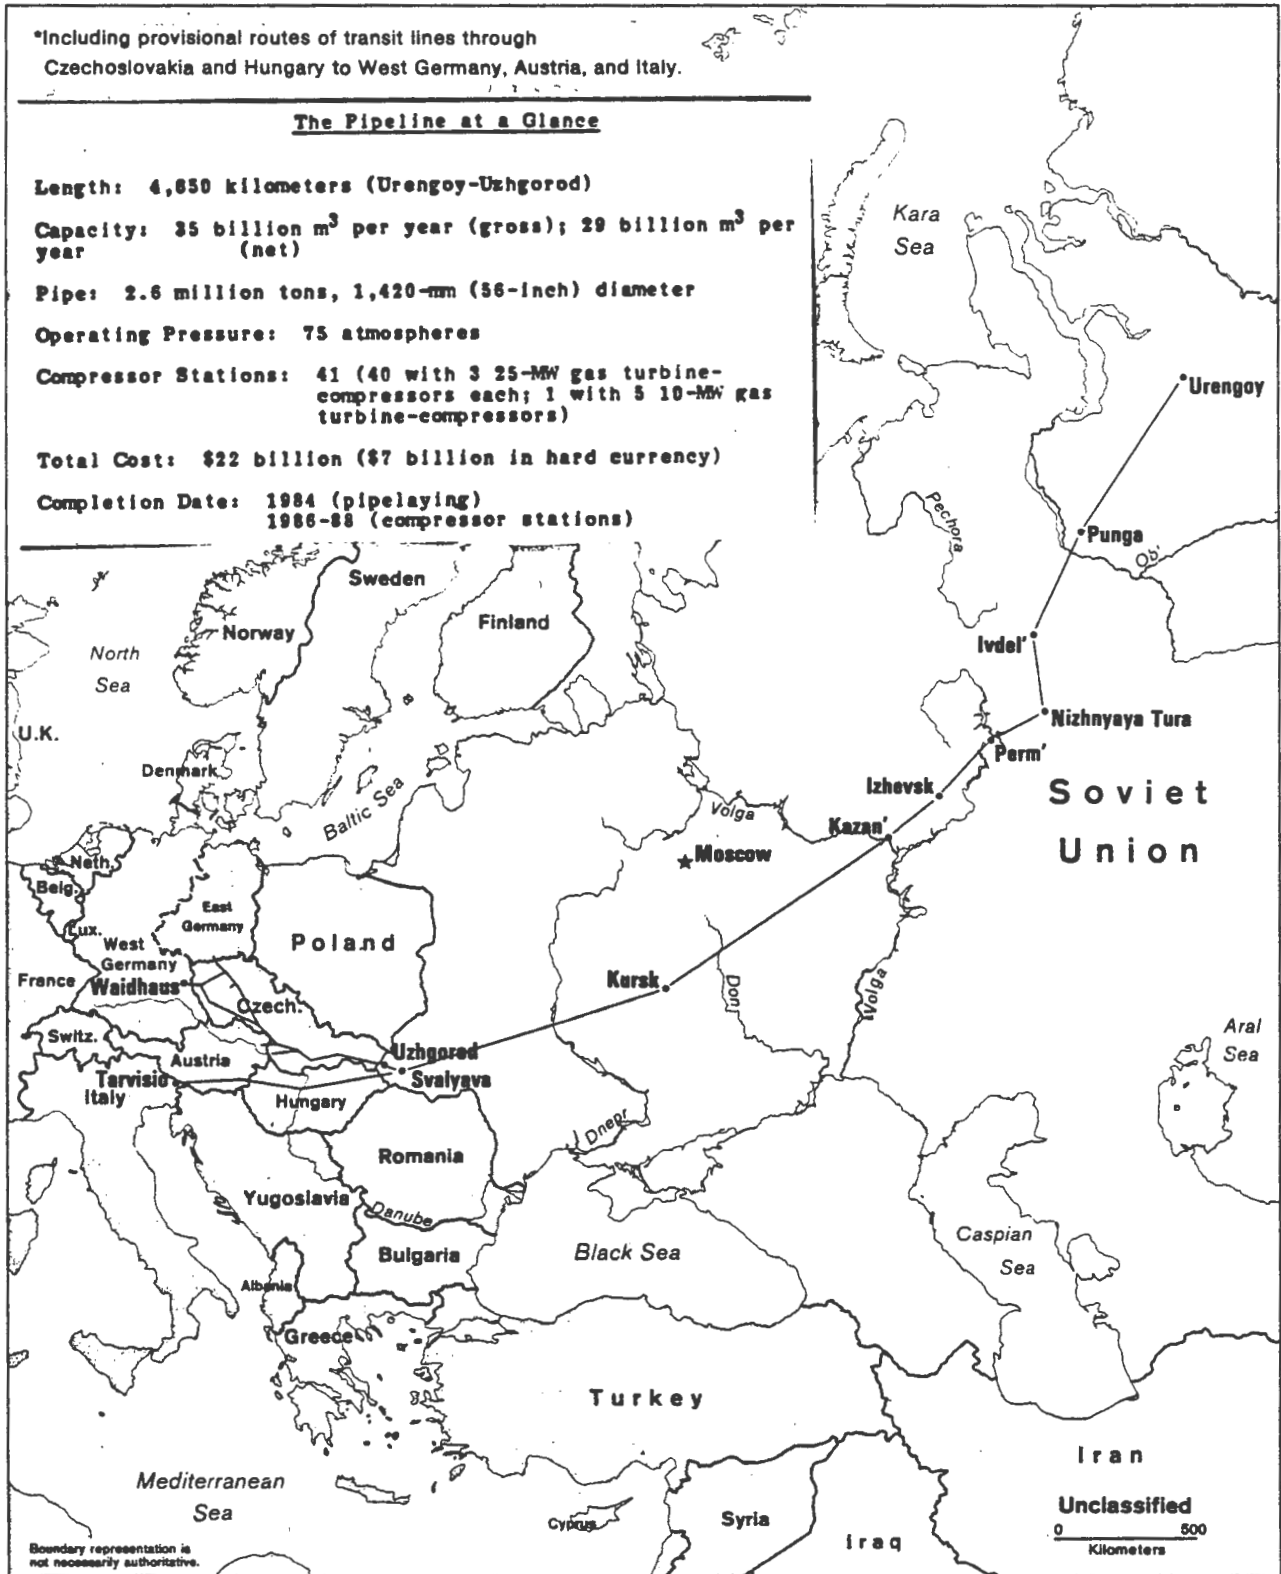 *Including provisional routes of transit lines through
Czechoslovakia and Hungary to West Germany, Austria, and Italy.
The Pipeline at a Glance
Length: 4,650 kilometers (Urengoy-Uzhgorod)
Capacity: 35 billion m³ per year (gross); 29 billion m³ per
year (net)
Pipe: 2.6 million tons, 1,420-mm (56-inch) diameter
Operating Pressure: 75 atmospheres
Compressor Stations: 41 (40 with 3 25-MW gas turbine-
compressors each; 1 with 5 10-MW gas
turbine-compressors)
Total Cost: $22 billion ($7 billion in hard currency)
Completion Date: 1984 (pipelaying)
1986-88 (compressor stations)
Kara
Sea
Urengoy
Pechora
Punga
Ob'
Sweden
Finland
Norway
North
Sea
Ivdel'
U.K.
Nizhnyaya Tura
Perm'
Denmark
Izhevsk
Soviet
Union
Baltic Sea
Volga
Kazan'
Moscow
Neth.
Belg.
East
Germany
Lux.
West
Germany
Poland
France
Waidhaus
Kursk
Don
Volga
Czech.
Switz.
Austria
Uzhgorod
Svalyava
Aral
Sea
Tarvisio
Italy
Hungary
Dnepr
Romania
Yugoslavia
Danube
Bulgaria
Black Sea
Caspian
Sea
Albania
Greece
Turkey
Iran
Mediterranean
Sea
Cyprus
Syria
Iraq
Unclassified
0 500
Kilometers
Boundary representation is
not necessarily authoritative.